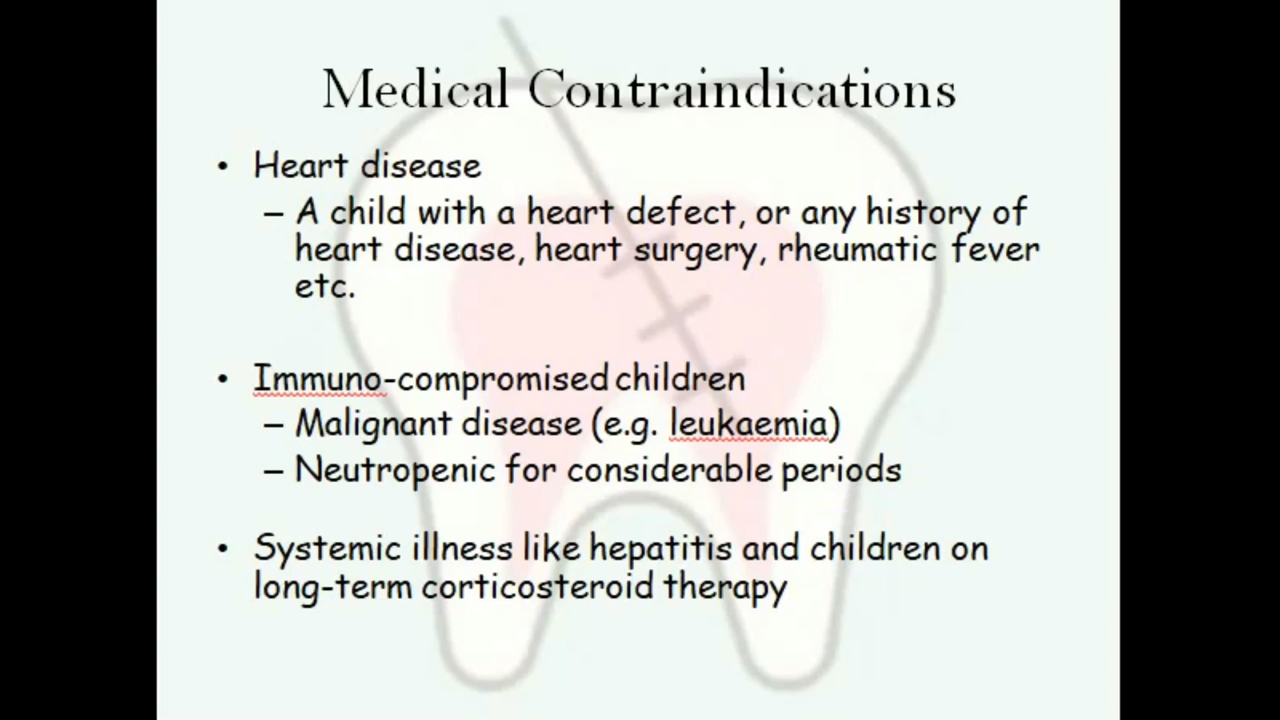 Medical Contraindications
• Heart disease
– A child with a heart defect, or any history of
heart disease, heart surgery, rheumatic fever
etc.
• Immuno-compromised children
– Malignant disease (e.g. leukaemia)
– Neutropenic for considerable periods
• Systemic illness like hepatitis and children on
long-term corticosteroid therapy